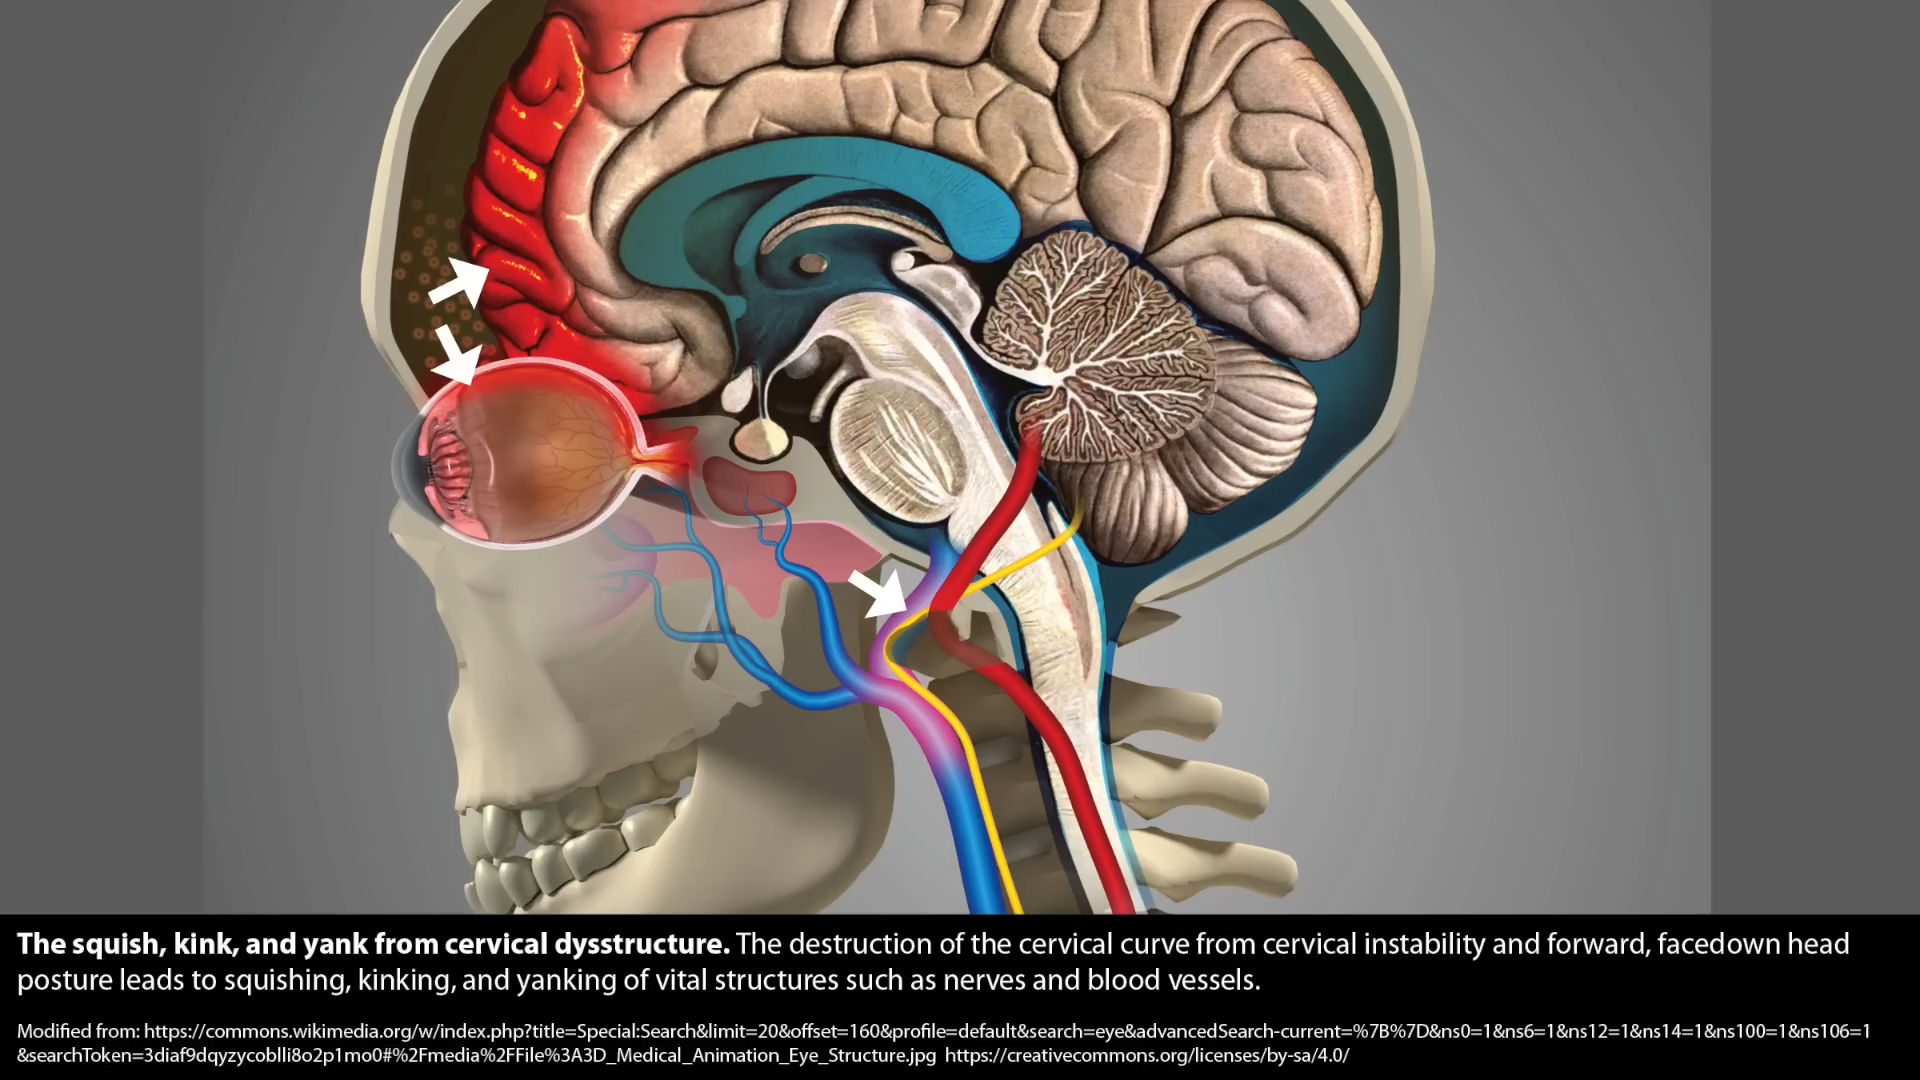 The squish, kink, and yank from cervical dysstructure. The destruction of the cervical curve from cervical instability and forward, facedown head
posture leads to squishing, kinking, and yanking of vital structures such as nerves and blood vessels.
Modified from: https://commons.wikimedia.org/w/index.php?title=Special:Search&limit=20&offset=160&profile=default&search=eye&advancedSearch-current=%7B%7D&ns0=1&ns6=1&ns12=1&ns14=1&ns100=1&ns106=1
&searchToken=3diaf9dqyzycoblli8o2p1mo0#%2Fmedia%2FFile%3A3D_Medical_Animation_Eye_Structure.jpg https://creativecommons.org/licenses/by-sa/4.0/